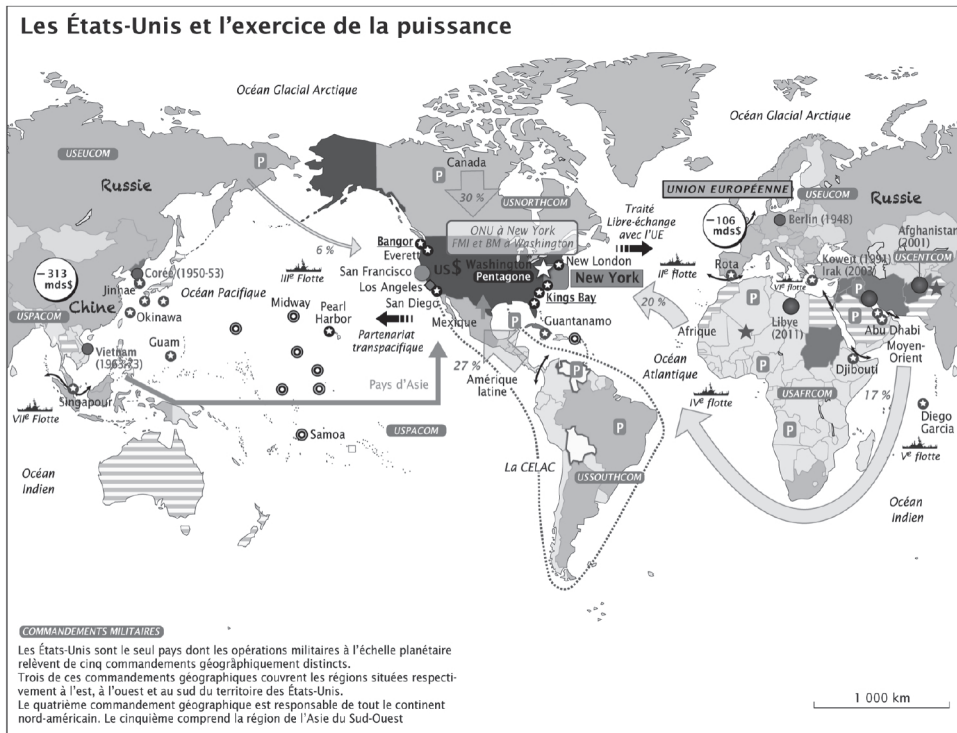 Les États-Unis et l'exercice de la puissance
Océan Glacial Arctique
Océan Glacial Arctique
USEUCOM
P
Russie
Canada
P
30 %
USNORTHCOM
UNION EUROPÉENNE
USEUCOM
Russie
ONU à New York
FMI et BM à Washington
Traité
Libre-échange
avec l'UE
−106
mds$
Berlin (1948)
Afghanistan
(2001)
6 %
Bangor
Everett
IIIe Flotte
San Francisco
US$
Washington
Pentagone
New London
New York
IIe flotte
Rota
VIe flotte
Koweït (1991)
Irak (2003)
USCENTCOM
−313
mds$
Corée (1950-53)
Jinhae
Chine
Océan Pacifique
Los Angeles
San Diego
Kings Bay
20 %
P
P
USPACOM
Okinawa
Midway
Pearl
Harbor
Mexique
P
Guantanamo
Afrique
Libye
(2011)
P
Abu Dhabi
Moyen-
Orient
Guam
Partenariat
transpacifique
Vietnam
(1963-73)
27 %
Amérique
latine
P
Océan
Atlantique
P
Djibouti
Pays d'Asie
Singapour
VIIe Flotte
IVe flotte
USAFRCOM
17 %
Diego
Garcia
Samoa
USPACOM
P
P
Ve flotte
Océan
Indien
La CELAC
USSOUTHCOM
Océan
Indien
COMMANDEMENTS MILITAIRES
Les États-Unis sont le seul pays dont les opérations militaires à l'échelle planétaire
relèvent de cinq commandements géographiquement distincts.
Trois de ces commandements géographiques couvrent les régions situées respecti-
vement à l'est, à l'ouest et au sud du territoire des États-Unis.
Le quatrième commandement géographique est responsable de tout le continent
nord-américain. Le cinquième comprend la région de l'Asie du Sud-Ouest
1 000 km